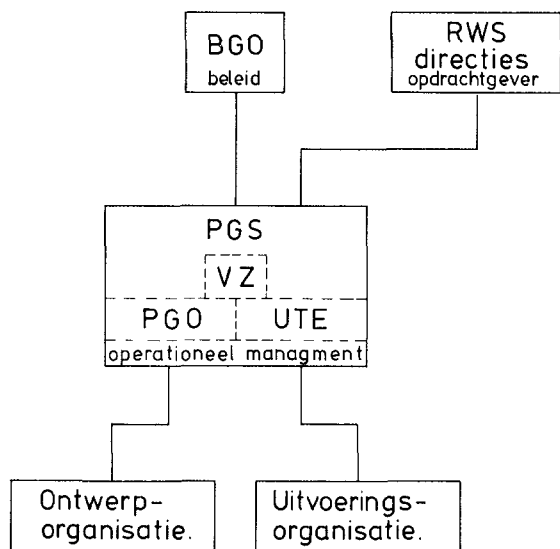 BGO
beleid
RWS
directies
opdrachtgever
PGS
VZ
PGO UTE
operationeel managment
Ontwerp-
organisatie.
Uitvoerings-
organisatie.